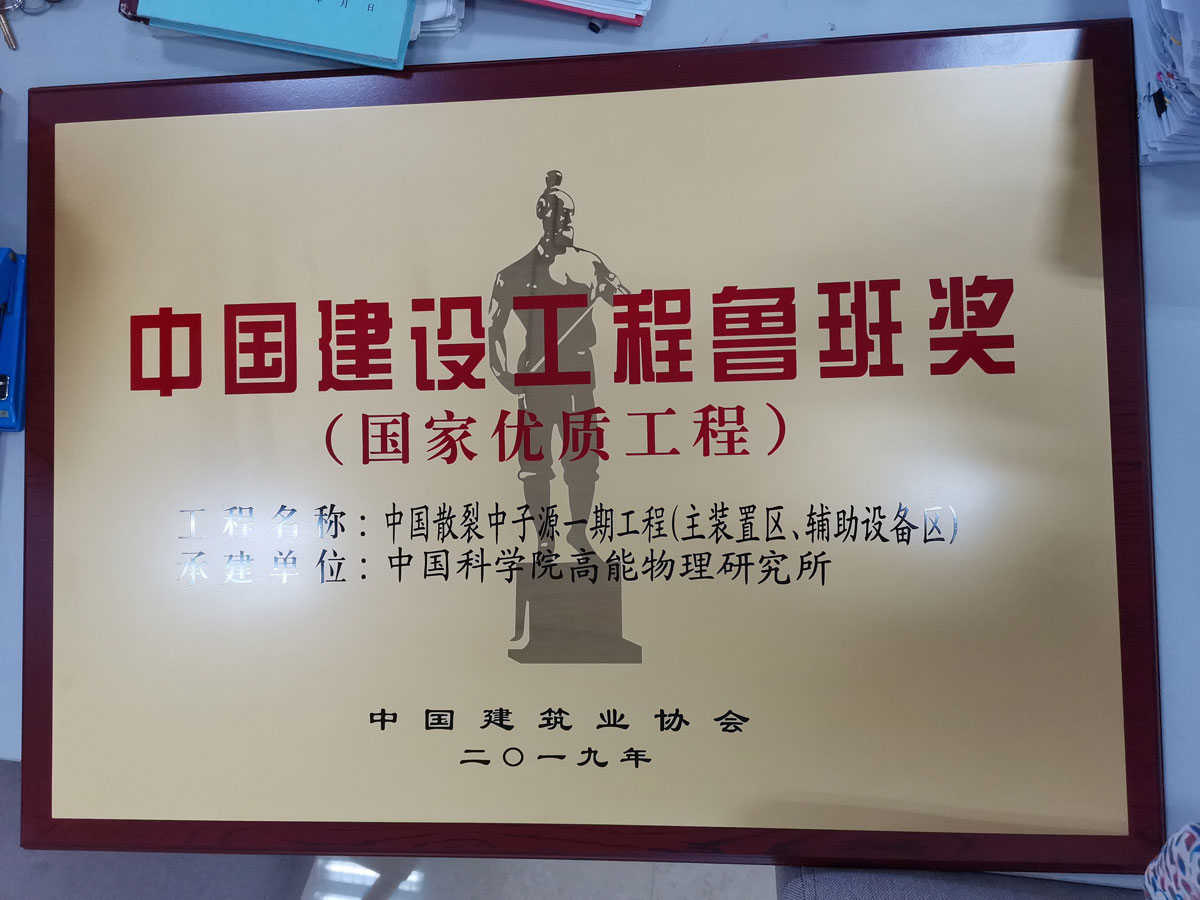 年 月 日
中国建设工程鲁班奖
（国家优质工程）
工程名称：中国散裂中子源一期工程(主装置区、辅助设备区)
承建单位：中国科学院高能物理研究所
中国建筑业协会
二〇一九年